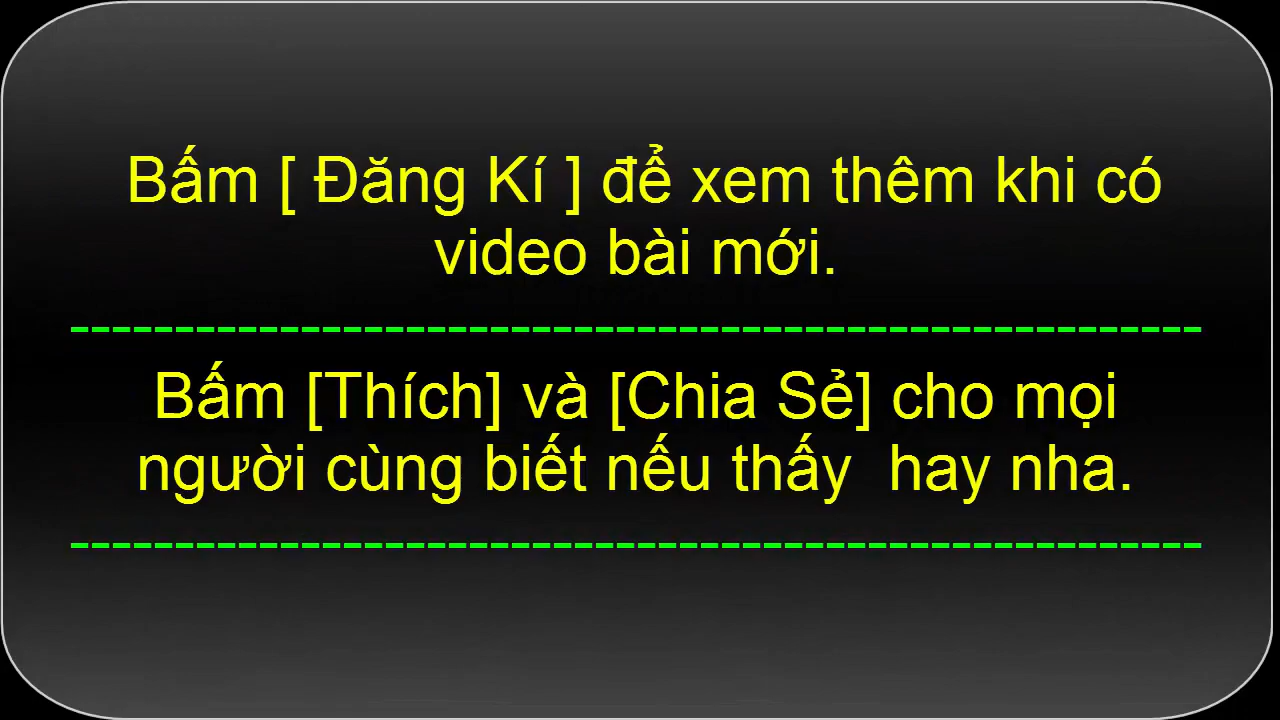 Bấm [ Đăng Kí ] để xem thêm khi có
video bài mới.
------------------------------------------------------
Bấm [Thích] và [Chia Sẻ] cho mọi
người cùng biết nếu thấy  hay nha.
------------------------------------------------------